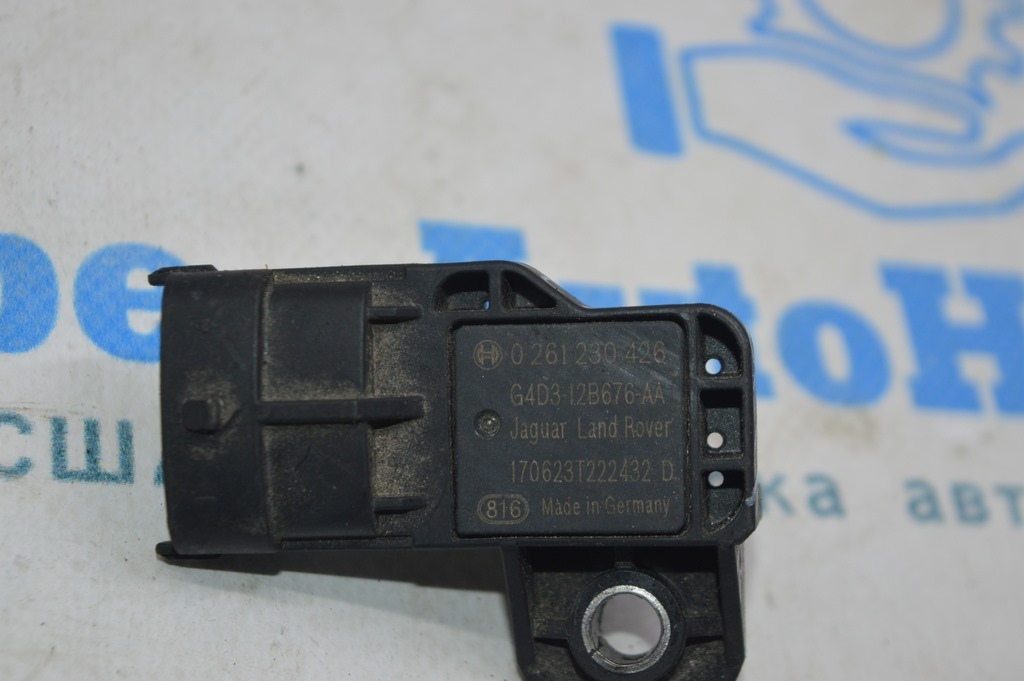 0 261 230 426
G4D3-12B676-AA
Jaguar Land Rover
170623T222432 D
816 Made in Germany